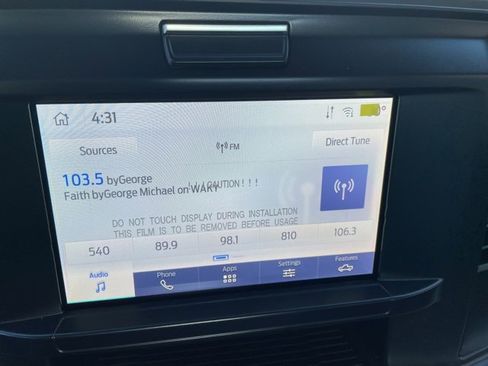 4:31
Sources
FM
Direct Tune
103.5 byGeorge
Faith byGeorge Michael on WAKY
! ! ! CAUTION ! ! !
DO NOT TOUCH DISPLAY DURING INSTALLATION
THIS FILM IS TO BE REMOVED BEFORE USAGE
540 89.9 98.1 810 106.3
Audio Phone Apps Settings Features